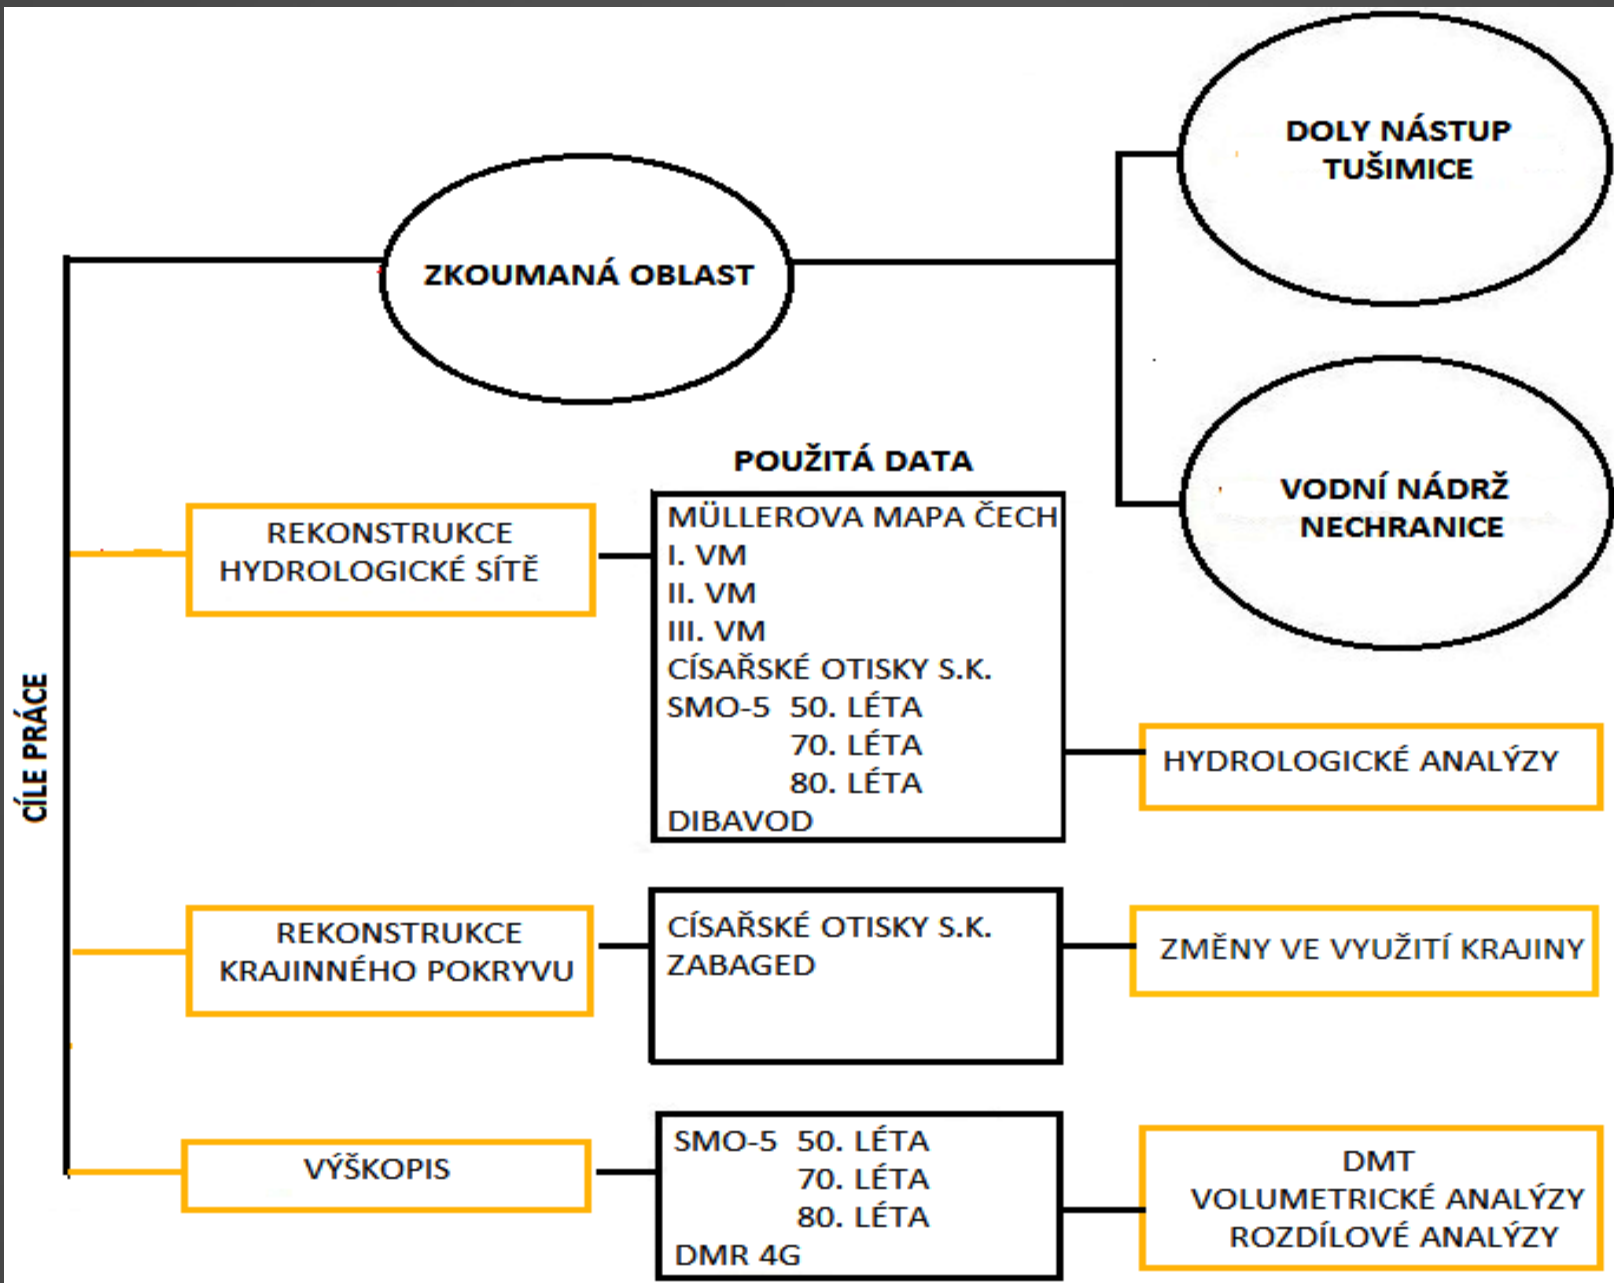 DOLY NÁSTUP
TUŠIMICE
ZKOUMANÁ OBLAST
VODNÍ NÁDRŽ
NECHRANICE
CÍLE PRÁCE
POUŽITÁ DATA
REKONSTRUKCE
HYDROLOGICKÉ SÍTĚ
MÜLLEROVA MAPA ČECH
I. VM
II. VM
III. VM
CÍSAŘSKÉ OTISKY S.K.
SMO-5 50. LÉTA
70. LÉTA
80. LÉTA
DIBAVOD
HYDROLOGICKÉ ANALÝZY
REKONSTRUKCE
KRAJINNÉHO POKRYVU
CÍSAŘSKÉ OTISKY S.K.
ZABAGED
ZMĚNY VE VYUŽITÍ KRAJINY
VÝŠKOPIS
SMO-5 50. LÉTA
70. LÉTA
80. LÉTA
DMR 4G
DMT
VOLUMETRICKÉ ANALÝZY
ROZDÍLOVÉ ANALÝZY